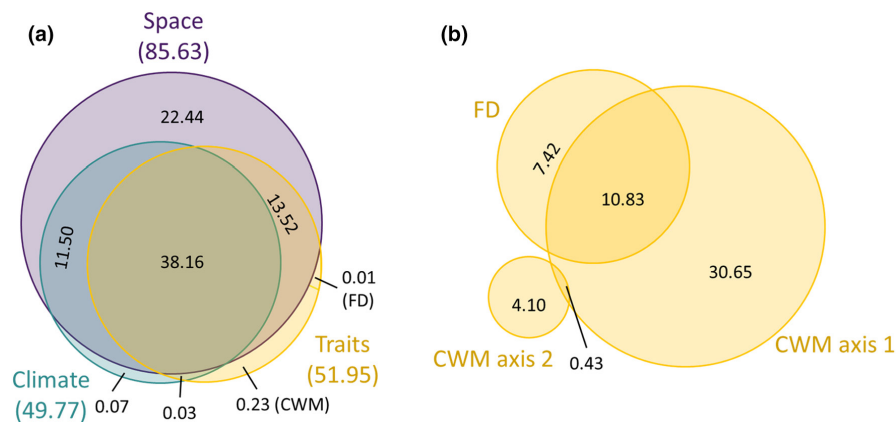 (a)
Space
(85.63)
22.44
13.52
11.50
38.16
0.01
(FD)
Traits
(51.95)
Climate
(49.77)
0.07
0.03
0.23 (CWM)
(b)
FD
7.42
10.83
30.65
4.10
CWM axis 2
0.43
CWM axis 1